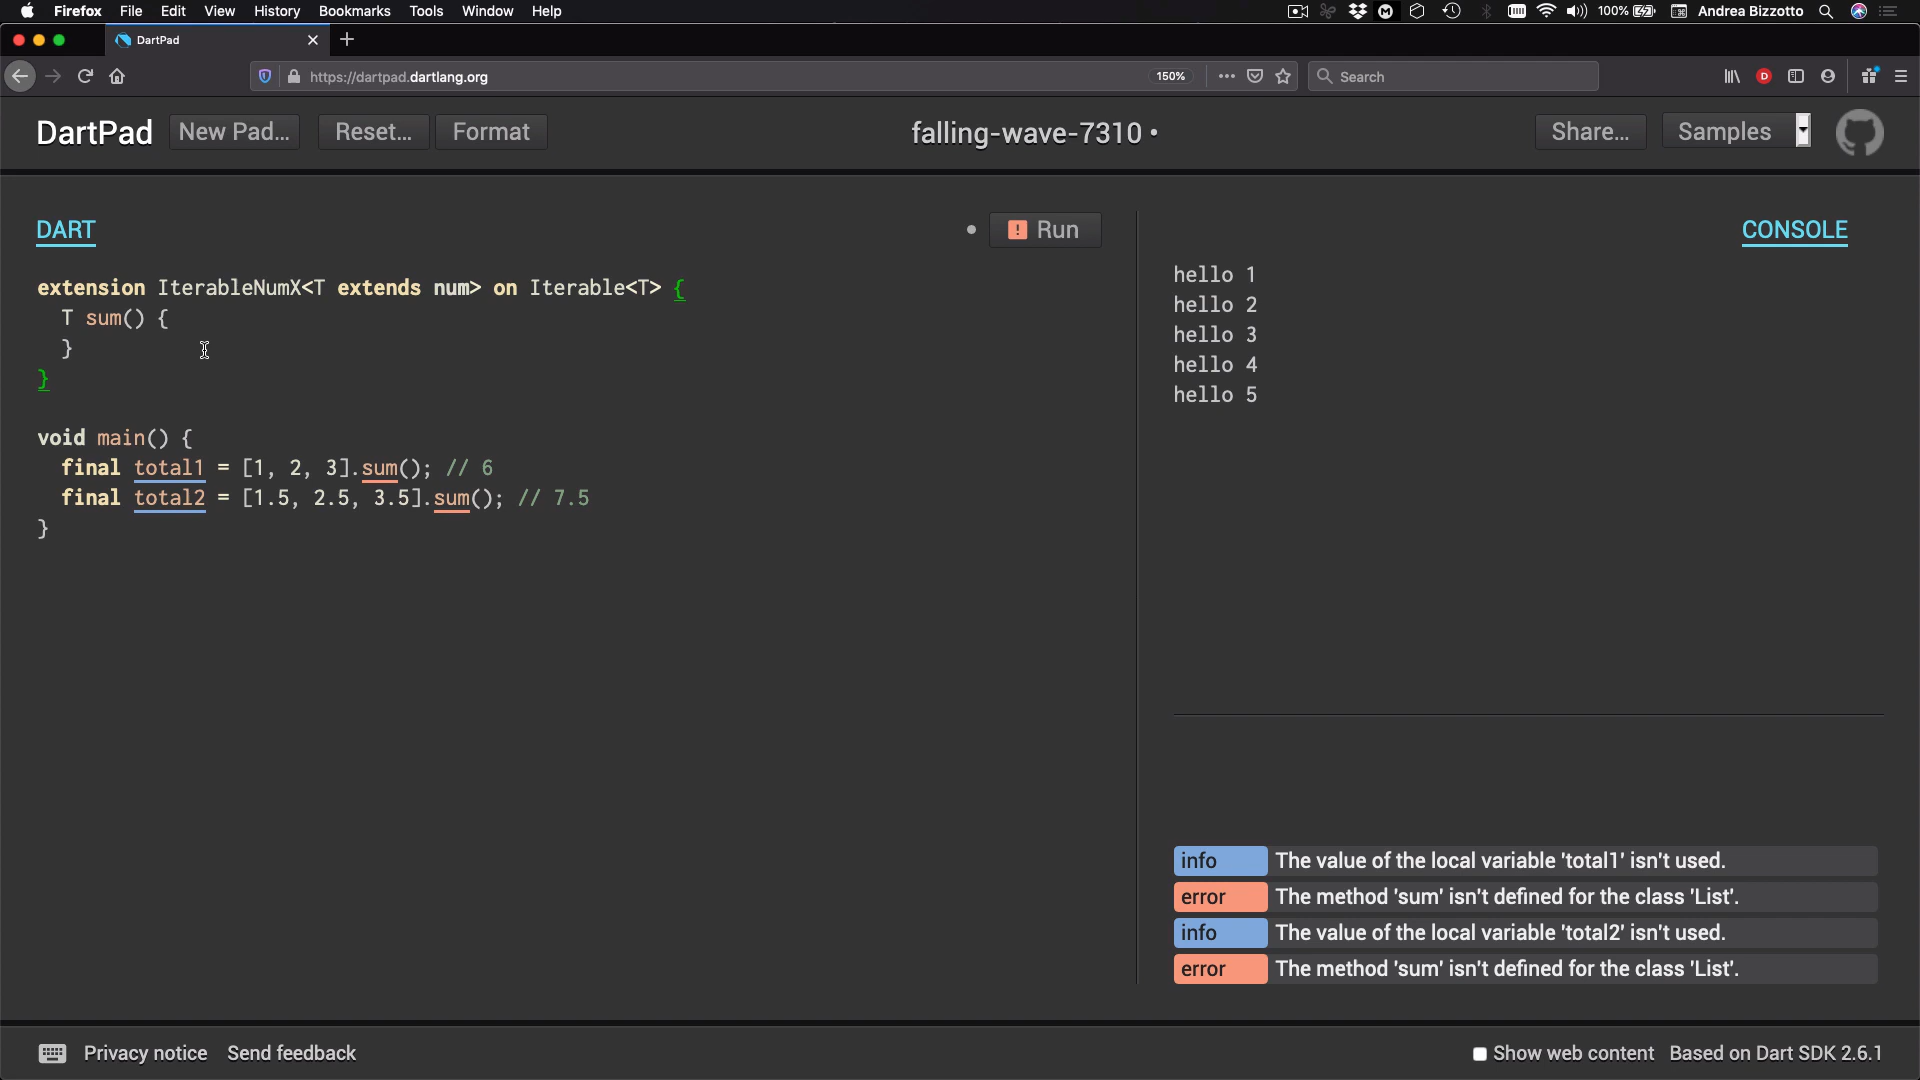 Firefox File Edit View History Bookmarks Tools Window Help 100% Andrea Bizzotto
DartPad
https://dartpad.dartlang.org 150% Search
DartPad New Pad... Reset... Format falling-wave-7310 • Share... Samples
DART Run CONSOLE
extension IterableNumX<T extends num> on Iterable<T> {
T sum() {
}
}
void main() {
final total1 = [1, 2, 3].sum(); // 6
final total2 = [1.5, 2.5, 3.5].sum(); // 7.5
}
hello 1
hello 2
hello 3
hello 4
hello 5
info The value of the local variable 'total1' isn't used.
error The method 'sum' isn't defined for the class 'List'.
info The value of the local variable 'total2' isn't used.
error The method 'sum' isn't defined for the class 'List'.
Privacy notice Send feedback Show web content Based on Dart SDK 2.6.1